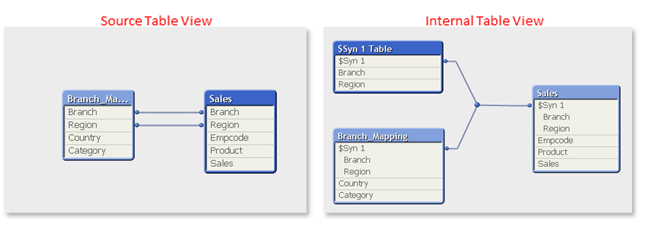 Source Table View
Branch_Ma...
Branch
Region
Country
Category
Sales
Branch
Region
Empcode
Product
Sales
Internal Table View
$Syn 1 Table
$Syn 1
Branch
Region
Branch_Mapping
$Syn 1
Branch
Region
Country
Category
Sales
$Syn 1
Branch
Region
Empcode
Product
Sales